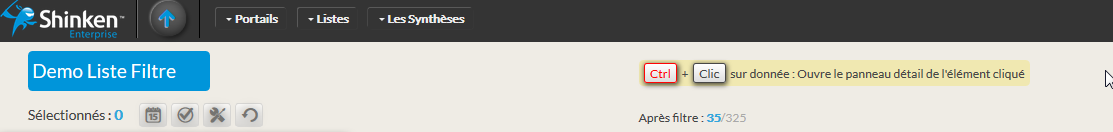 Shinken™
Enterprise
Portails
Listes
Les Synthèses
Demo Liste Filtre
Ctrl + Clic sur donnée : Ouvre le panneau détail de l'élément cliqué
Sélectionnés : 0
15
Après filtre : 35/325